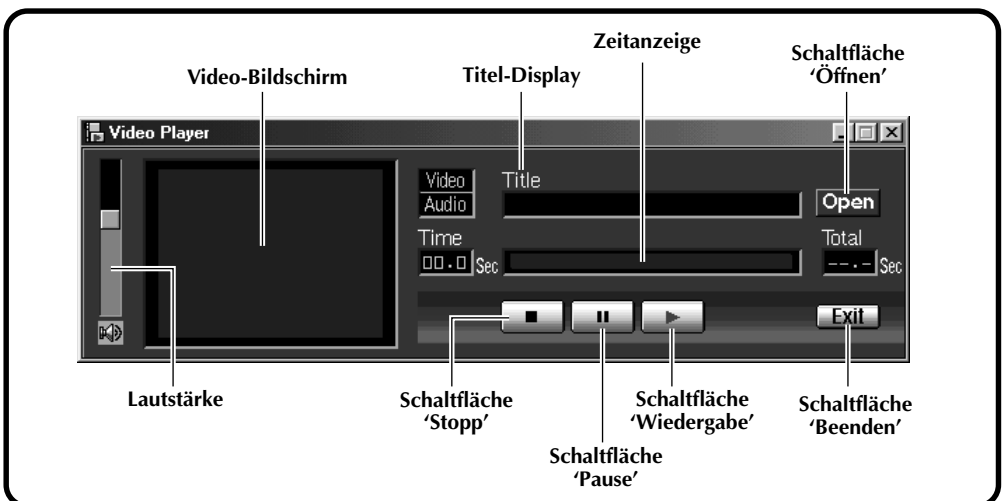 Zeitanzeige
Schaltfläche
‘Öffnen’
Video-Bildschirm
Titel-Display
Video Player
Video
Audio
Title
Open
Time
00.0 Sec
Total
--.- Sec
Exit
Lautstärke
Schaltfläche
‘Stopp’
Schaltfläche
‘Pause’
Schaltfläche
‘Wiedergabe’
Schaltfläche
‘Beenden’